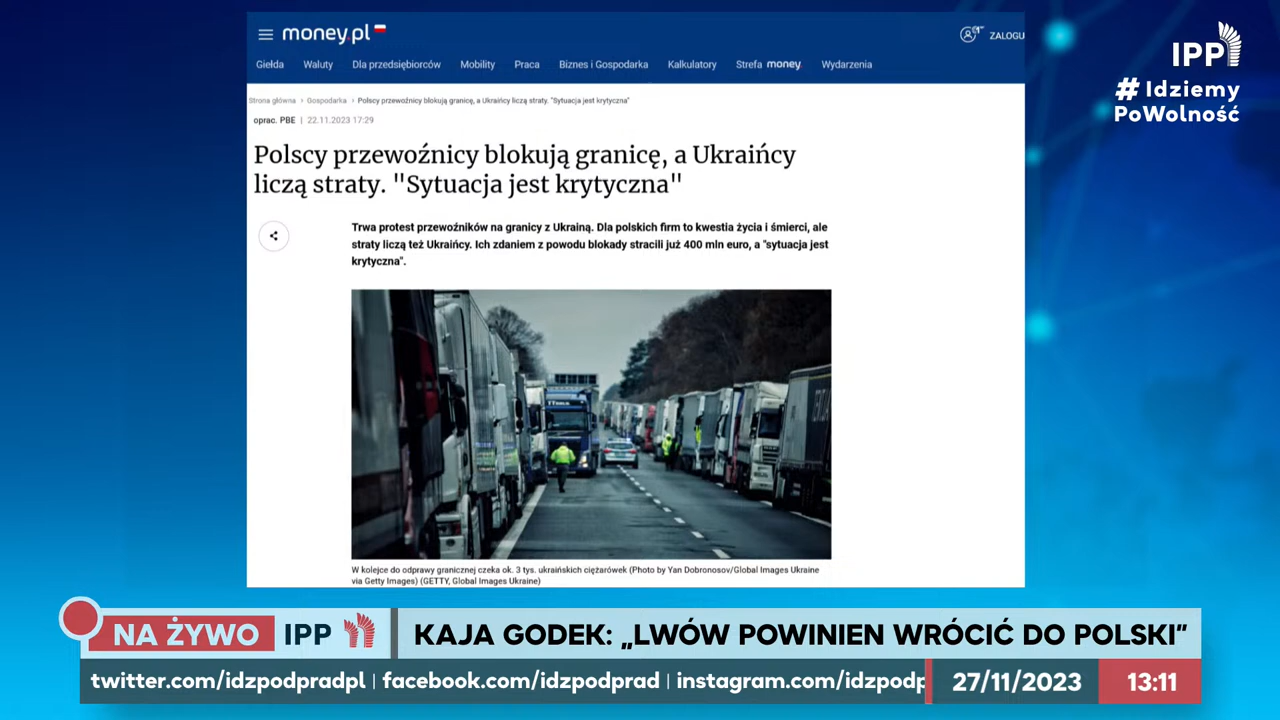 money.pl
ZALOGU
Giełda Waluty Dla przedsiębiorców Mobility Praca Biznes i Gospodarka Kalkulatory Strefa money. Wydarzenia
Strona główna › Gospodarka › Polscy przewoźnicy blokują granicę, a Ukraińcy liczą straty. "Sytuacja jest krytyczna"
oprac. PBE | 22.11.2023 17:29
Polscy przewoźnicy blokują granicę, a Ukraińcy
liczą straty. "Sytuacja jest krytyczna"
Trwa protest przewoźników na granicy z Ukrainą. Dla polskich firm to kwestia życia i śmierci, ale
straty liczą też Ukraińcy. Ich zdaniem z powodu blokady stracili już 400 mln euro, a "sytuacja jest
krytyczna".
W kolejce do odprawy granicznej czeka ok. 3 tys. ukraińskich ciężarówek (Photo by Yan Dobronosov/Global Images Ukraine
via Getty Images) (GETTY, Global Images Ukraine)
IPP
#Idziemy
PoWolność
NA ŻYWO IPP
KAJA GODEK: „LWÓW POWINIEN WRÓCIĆ DO POLSKI”
twitter.com/idzpodpradpl | facebook.com/idzpodprad | instagram.com/idzpodp
27/11/2023 13:11